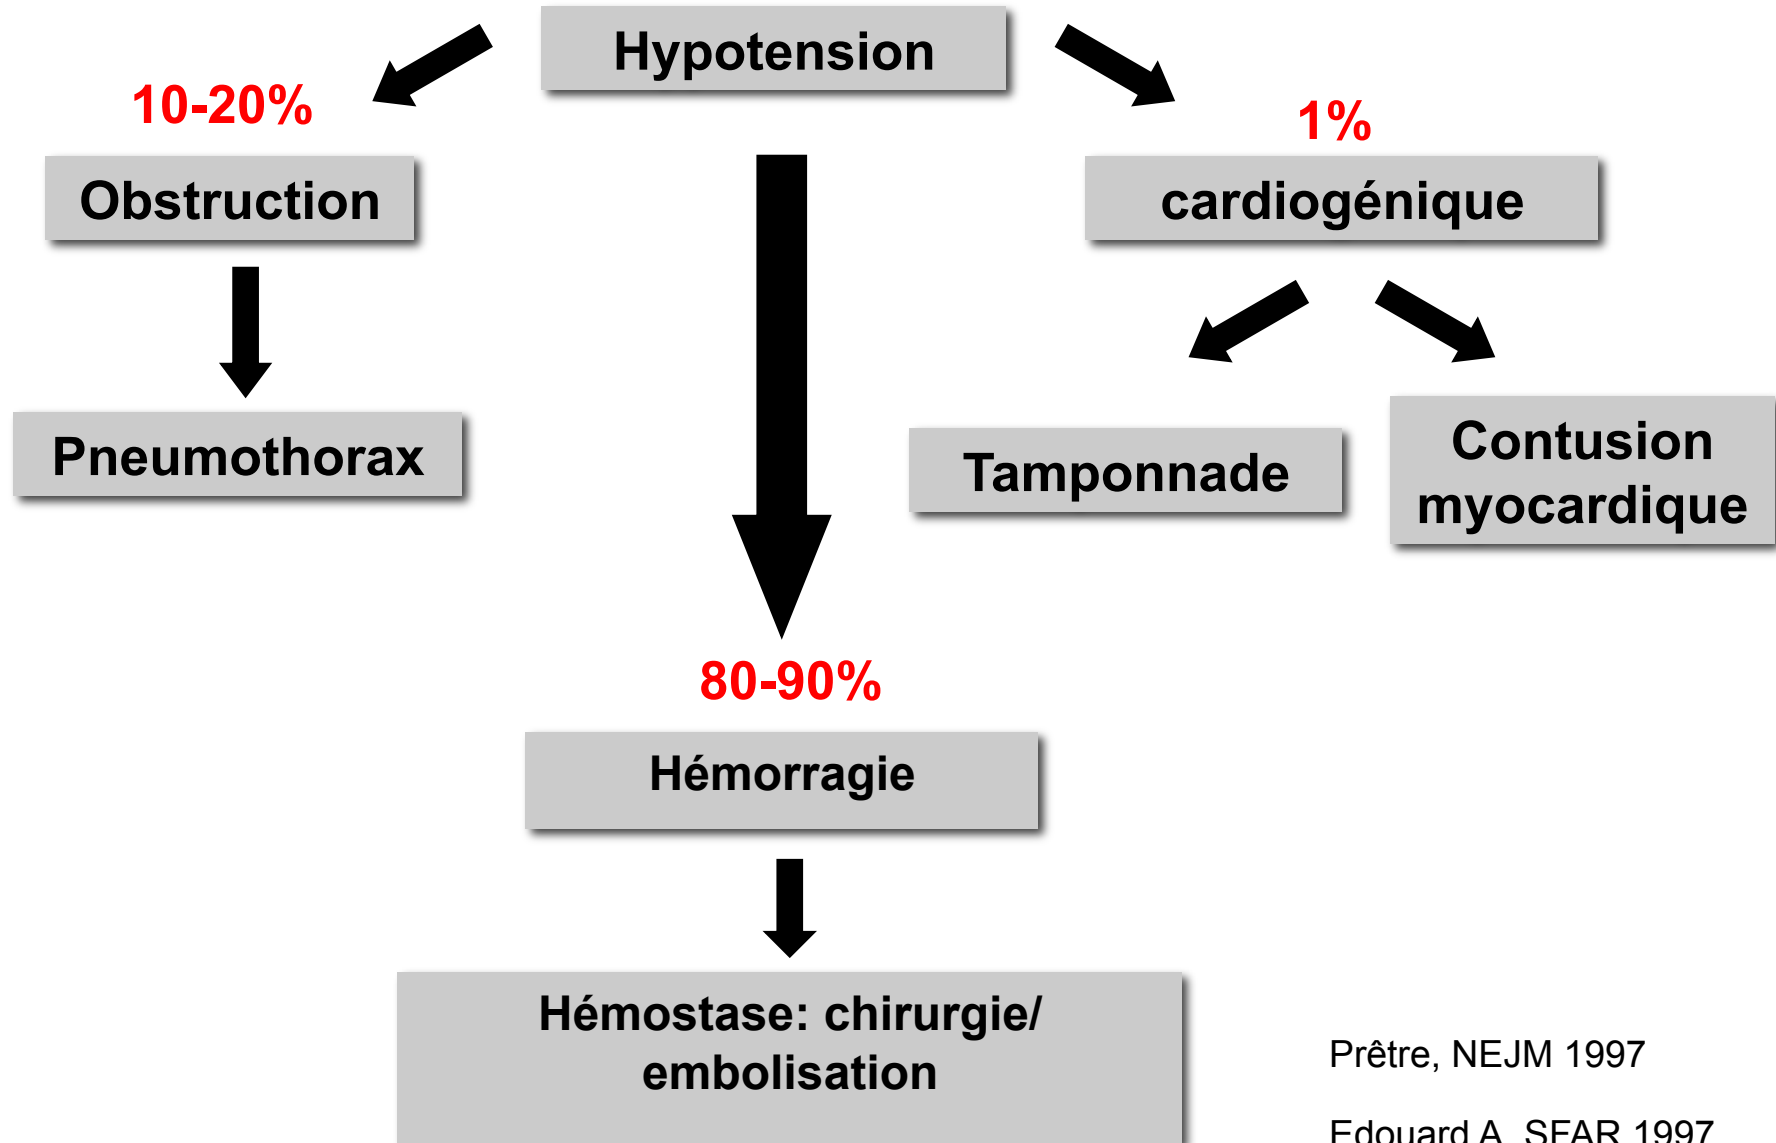 Hypotension
10-20%
1%
Obstruction
cardiogénique
Pneumothorax
Tamponnade
Contusion
myocardique
80-90%
Hémorragie
Hémostase: chirurgie/
embolisation
Prêtre, NEJM 1997
Edouard A, SFAR 1997